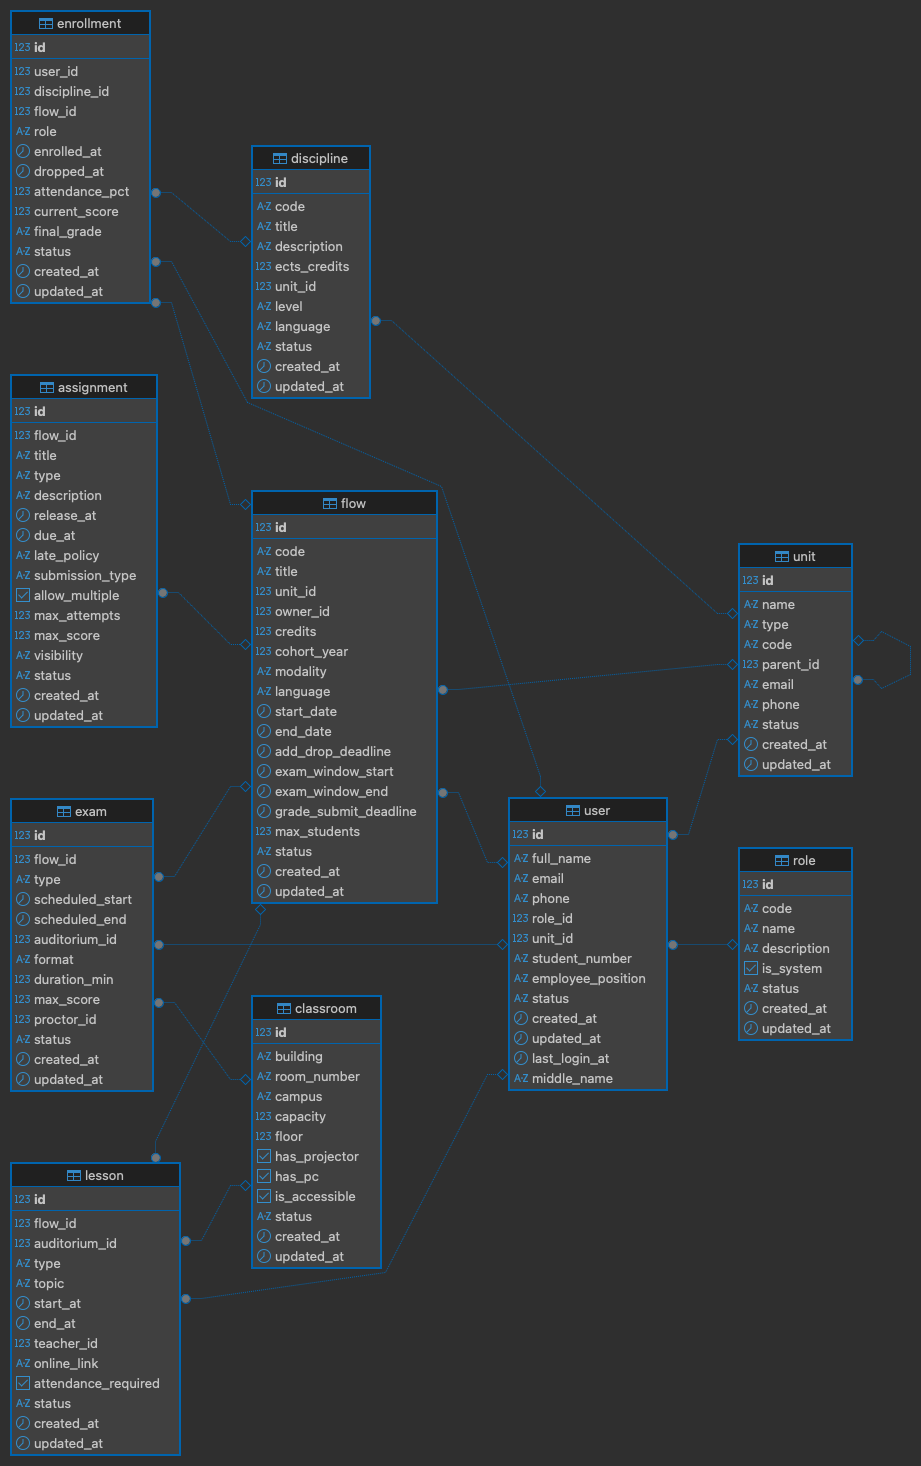 enrollment
123 id
123 user_id
123 discipline_id
123 flow_id
A-Z role
enrolled_at
dropped_at
123 attendance_pct
123 current_score
A-Z final_grade
A-Z status
created_at
updated_at
discipline
123 id
A-Z code
A-Z title
A-Z description
123 ects_credits
123 unit_id
A-Z level
A-Z language
A-Z status
created_at
updated_at
assignment
123 id
123 flow_id
A-Z title
A-Z type
A-Z description
release_at
due_at
A-Z late_policy
A-Z submission_type
allow_multiple
123 max_attempts
123 max_score
A-Z visibility
A-Z status
created_at
updated_at
flow
123 id
A-Z code
A-Z title
123 unit_id
123 owner_id
123 credits
123 cohort_year
A-Z modality
A-Z language
start_date
end_date
add_drop_deadline
exam_window_start
exam_window_end
grade_submit_deadline
123 max_students
A-Z status
created_at
updated_at
unit
123 id
A-Z name
A-Z type
A-Z code
123 parent_id
A-Z email
A-Z phone
A-Z status
created_at
updated_at
exam
123 id
123 flow_id
A-Z type
scheduled_start
scheduled_end
123 auditorium_id
A-Z format
123 duration_min
123 max_score
123 proctor_id
A-Z status
created_at
updated_at
user
123 id
A-Z full_name
A-Z email
A-Z phone
123 role_id
123 unit_id
A-Z student_number
A-Z employee_position
A-Z status
created_at
updated_at
last_login_at
A-Z middle_name
role
123 id
A-Z code
A-Z name
A-Z description
is_system
A-Z status
created_at
updated_at
classroom
123 id
A-Z building
A-Z room_number
A-Z campus
123 capacity
123 floor
has_projector
has_pc
is_accessible
A-Z status
created_at
updated_at
lesson
123 id
123 flow_id
123 auditorium_id
A-Z type
A-Z topic
start_at
end_at
123 teacher_id
A-Z online_link
attendance_required
A-Z status
created_at
updated_at